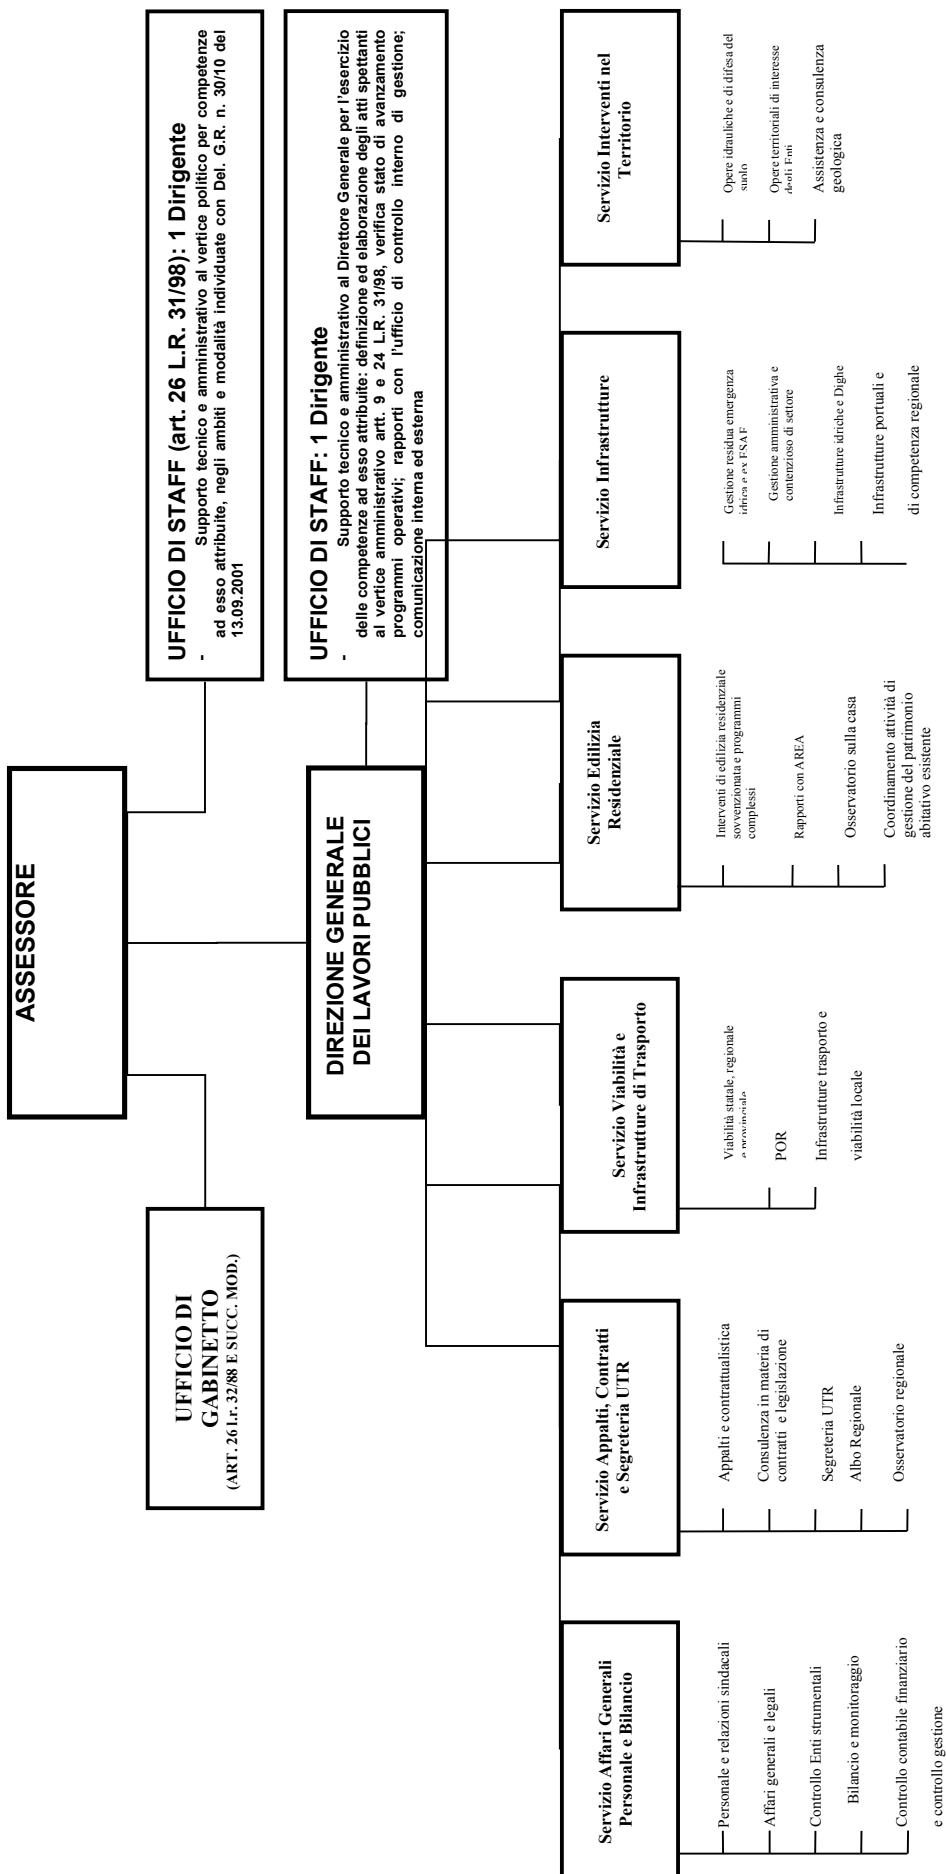 ASSESSORE
UFFICIO DI
GABINETTO
(ART. 26 l.r. 32/88 E SUCC. MOD.)
UFFICIO DI STAFF (art. 26 L.R. 31/98): 1 Dirigente
- Supporto tecnico e amministrativo al vertice politico per competenze
ad esso attribuite, negli ambiti e modalità individuate con Del. G.R. n. 30/10 del
13.09.2001
DIREZIONE GENERALE
DEI LAVORI PUBBLICI
UFFICIO DI STAFF: 1 Dirigente
- Supporto tecnico e amministrativo al Direttore Generale per l'esercizio
delle competenze ad esso attribuite: definizione ed elaborazione degli atti spettanti
al vertice amministrativo artt. 9 e 24 L.R. 31/98, verifica stato di avanzamento
programmi operativi; rapporti con l'ufficio di controllo interno di gestione;
comunicazione interna ed esterna
Servizio Affari Generali
Personale e Bilancio
Personale e relazioni sindacali
Affari generali e legali
Controllo Enti strumentali
Bilancio e monitoraggio
Controllo contabile finanziario
e controllo gestione
Servizio Appalti, Contratti
e Segreteria UTR
Appalti e contrattualistica
Consulenza in materia di
contratti e legislazione
Segreteria UTR
Albo Regionale
Osservatorio regionale
Servizio Viabilità e
Infrastrutture di Trasporto
Viabilità statale, regionale
e provinciale
POR
Infrastrutture trasporto e
viabilità locale
Servizio Edilizia
Residenziale
Interventi di edilizia residenziale
sovvenzionata e programmi
complessi
Rapporti con AREA
Osservatorio sulla casa
Coordinamento attività di
gestione del patrimonio
abitativo esistente
Servizio Infrastrutture
Gestione residua emergenza
idrica e ex ESAF
Gestione amministrativa e
contenzioso di settore
Infrastrutture idriche e Dighe
Infrastrutture portuali e
di competenza regionale
Servizio Interventi nel
Territorio
Opere idrauliche e di difesa del
suolo
Opere territoriali di interesse
degli Enti
Assistenza e consulenza
geologica